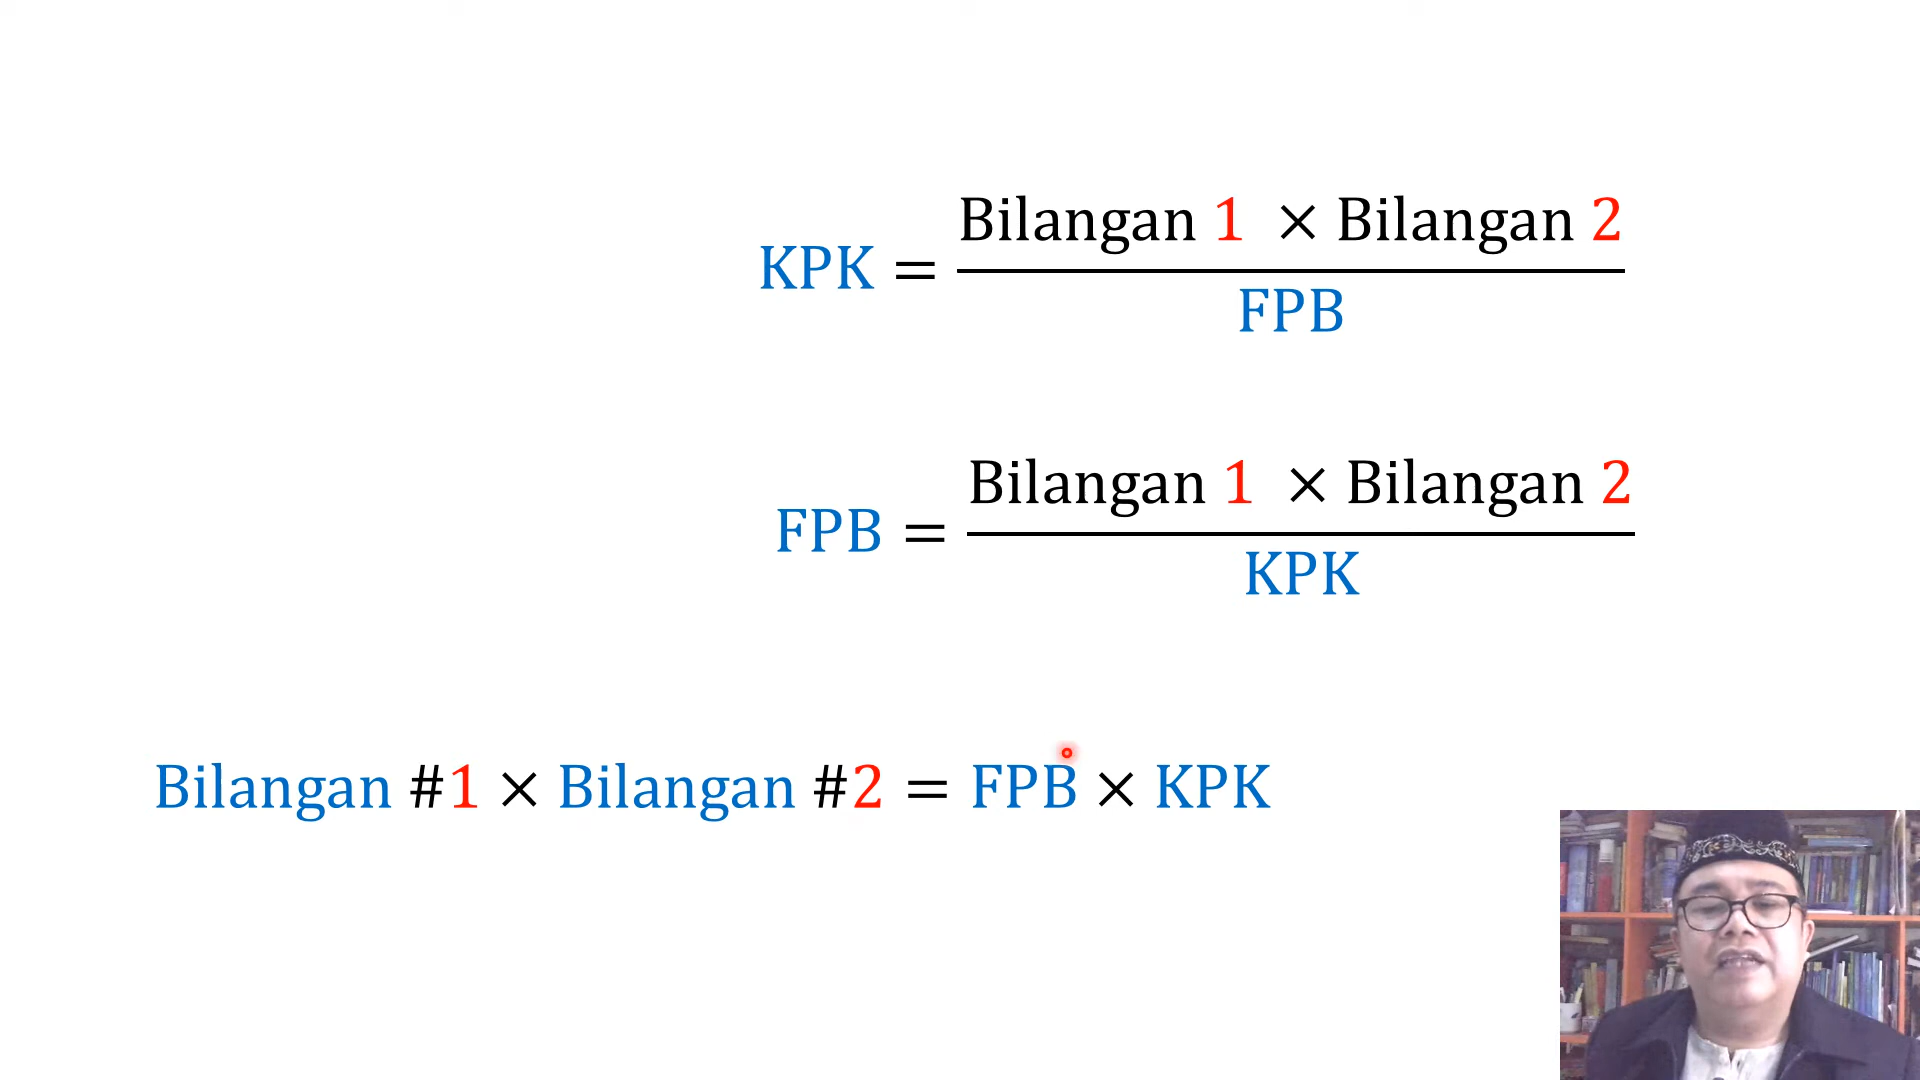 KPK = Bilangan 1 × Bilangan 2
FPB
FPB = Bilangan 1 × Bilangan 2
KPK
Bilangan #1 × Bilangan #2 = FPB × KPK